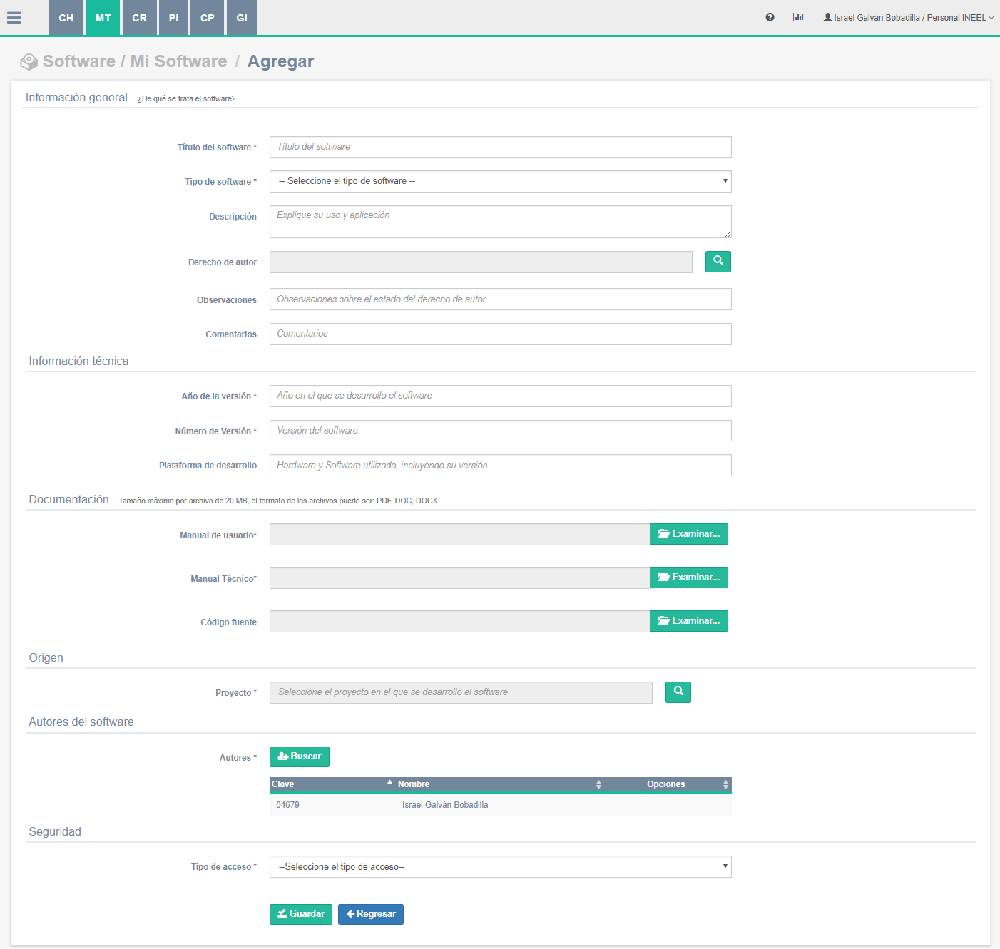 CH MT CR PI CP GI Israel Galván Bobadilla / Personal INEEL
Software / Mi Software / Agregar
Información general ¿De qué se trata el software?
Título del software * Título del software
Tipo de software * -- Seleccione el tipo de software --
Descripción Explique su uso y aplicación
Derecho de autor
Observaciones Observaciones sobre el estado del derecho de autor
Comentarios Comentarios
Información técnica
Año de la versión * Año en el que se desarrollo el software
Número de Versión * Versión del software
Plataforma de desarrollo Hardware y Software utilizado, incluyendo su versión
Documentación Tamaño máximo por archivo de 20 MB, el formato de los archivos puede ser: PDF, DOC, DOCX
Manual de usuario* Examinar...
Manual Técnico* Examinar...
Código fuente Examinar...
Origen
Proyecto * Seleccione el proyecto en el que se desarrollo el software
Autores del software
Autores * Buscar
Clave Nombre Opciones
04679 Israel Galván Bobadilla
Seguridad
Tipo de acceso * --Seleccione el tipo de acceso--
Guardar Regresar